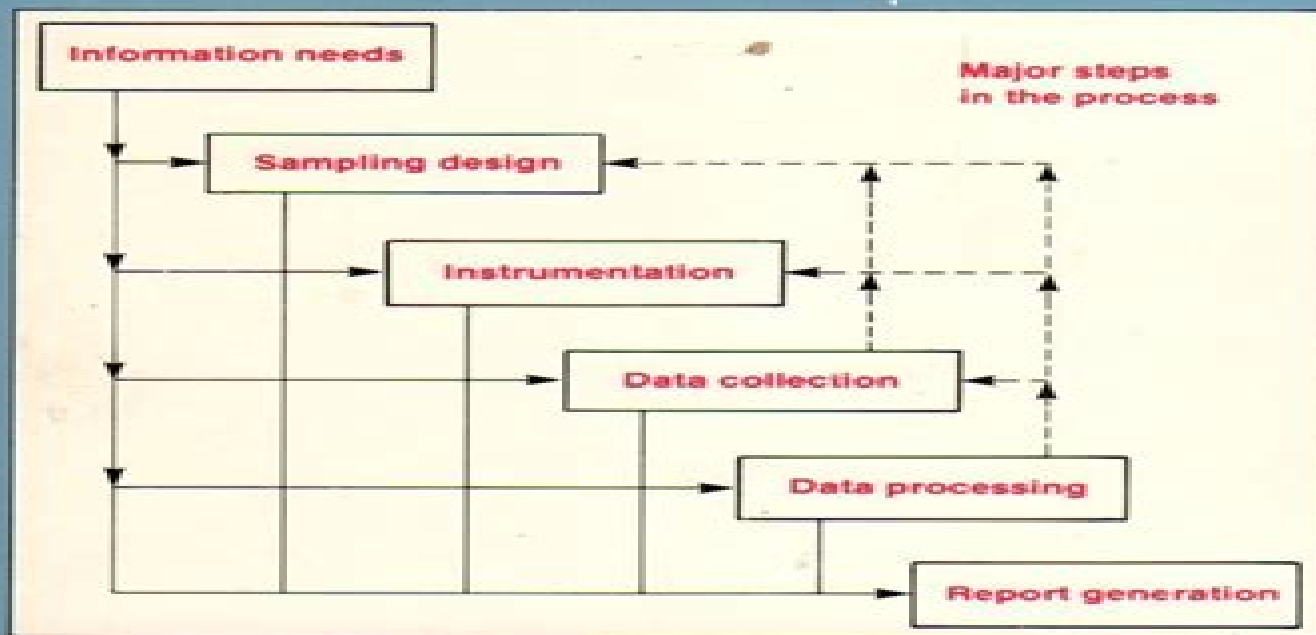 Information needs
Major steps
in the process
Sampling design
Instrumentation
Data collection
Data processing
Report generation